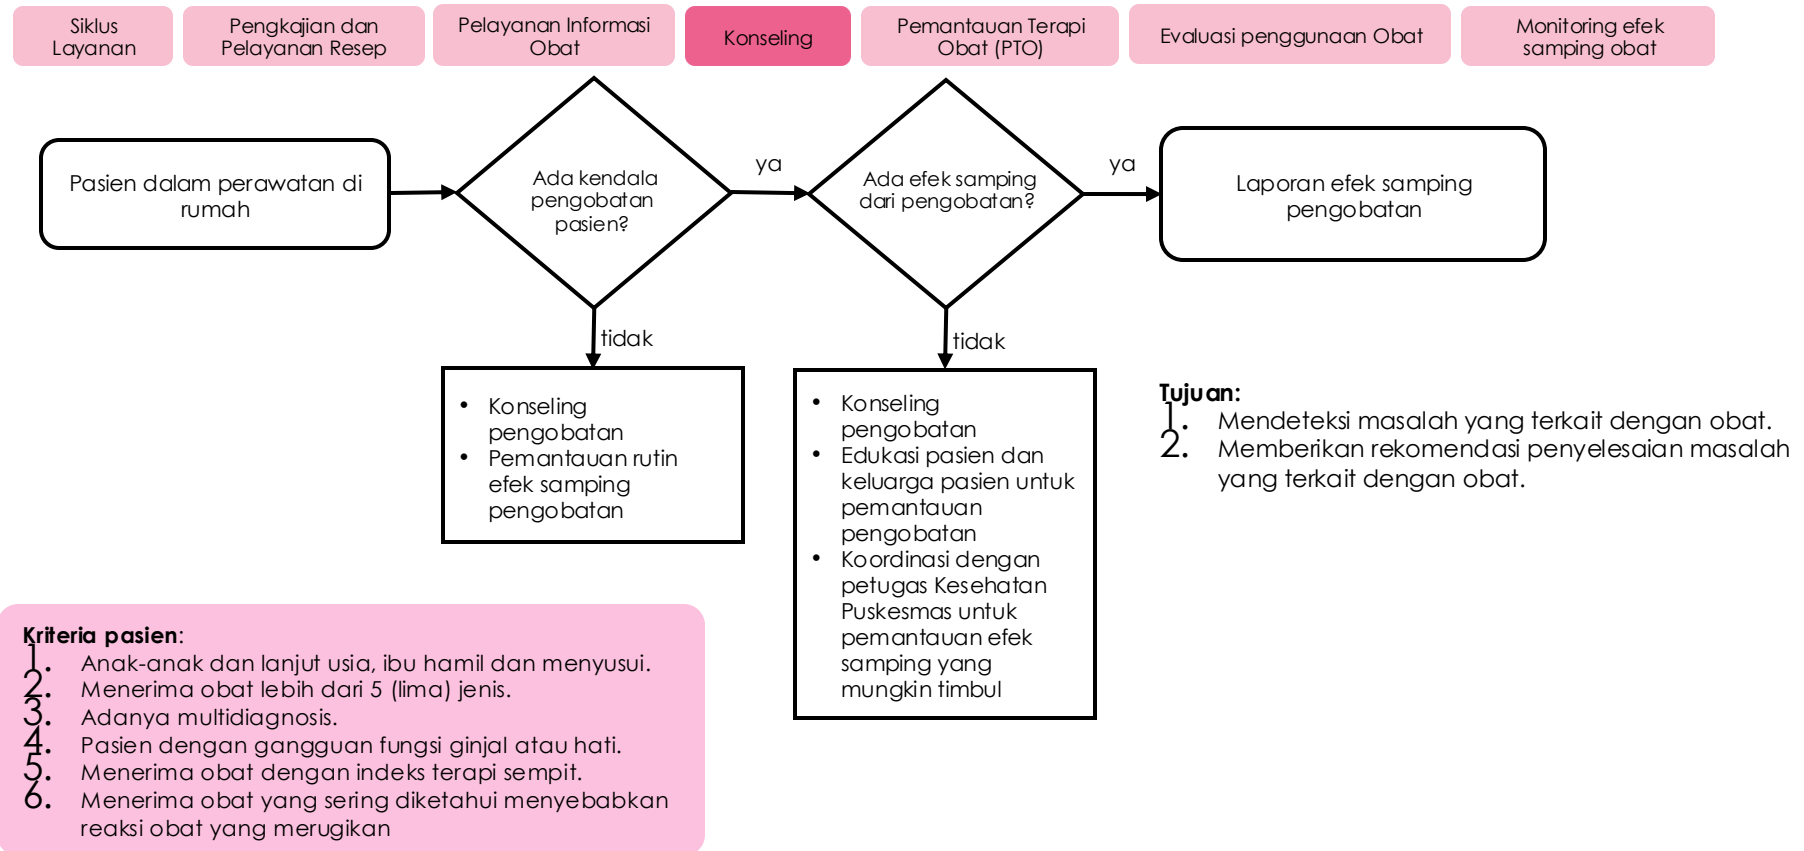 Siklus
Layanan
Pengkajian dan
Pelayanan Resep
Pelayanan Informasi
Obat
Konseling
Pemantauan Terapi
Obat (PTO)
Evaluasi penggunaan Obat
Monitoring efek
samping obat
Pasien dalam perawatan di
rumah
Ada kendala
pengobatan
pasien?
ya
Ada efek samping
dari pengobatan?
ya
Laporan efek samping
pengobatan
tidak
tidak
• Konseling
pengobatan
• Pemantauan rutin
efek samping
pengobatan
• Konseling
pengobatan
• Edukasi pasien dan
keluarga pasien untuk
pemantauan
pengobatan
• Koordinasi dengan
petugas Kesehatan
Puskesmas untuk
pemantauan efek
samping yang
mungkin timbul
Tujuan:
1. Mendeteksi masalah yang terkait dengan obat.
2. Memberikan rekomendasi penyelesaian masalah
yang terkait dengan obat.
Kriteria pasien:
1. Anak-anak dan lanjut usia, ibu hamil dan menyusui.
2. Menerima obat lebih dari 5 (lima) jenis.
3. Adanya multidiagnosis.
4. Pasien dengan gangguan fungsi ginjal atau hati.
5. Menerima obat dengan indeks terapi sempit.
6. Menerima obat yang sering diketahui menyebabkan
reaksi obat yang merugikan